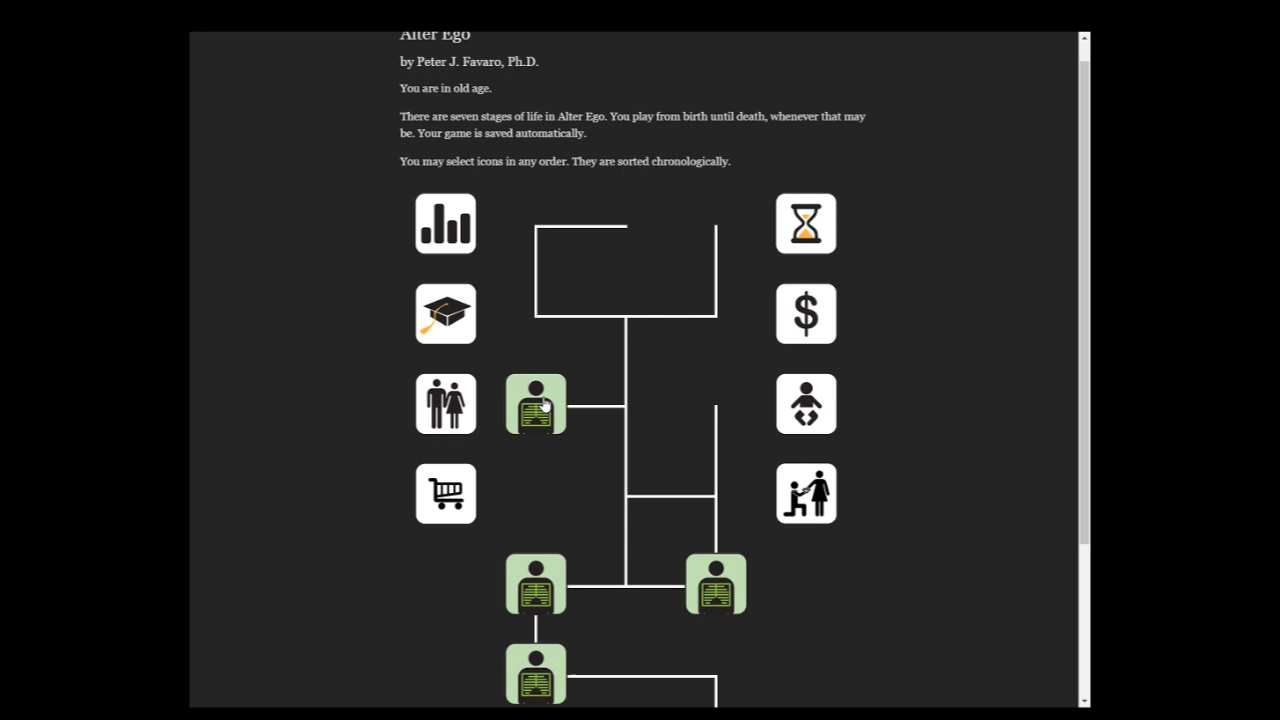 Alter Ego
by Peter J. Favaro, Ph.D.
You are in old age.
There are seven stages of life in Alter Ego. You play from birth until death, whenever that may
be. Your game is saved automatically.
You may select icons in any order. They are sorted chronologically.
$